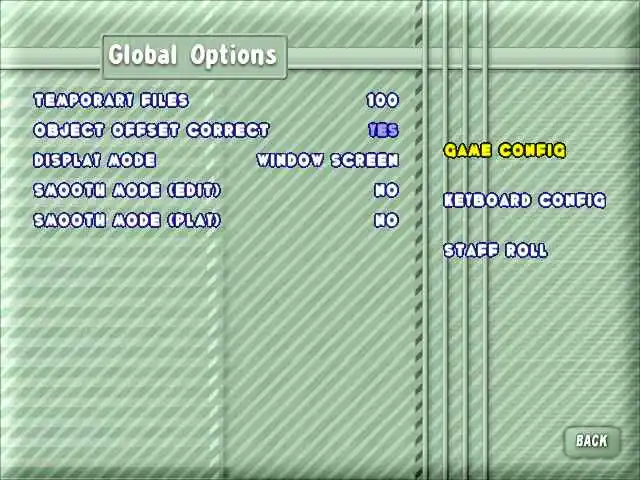 Global Options
TEMPORARY FILES 100
OBJECT OFFSET CORRECT YES
DISPLAY MODE WINDOW SCREEN
SMOOTH MODE (EDIT) NO
SMOOTH MODE (PLAY) NO
GAME CONFIG
KEYBOARD CONFIG
STAFF ROLL
BACK